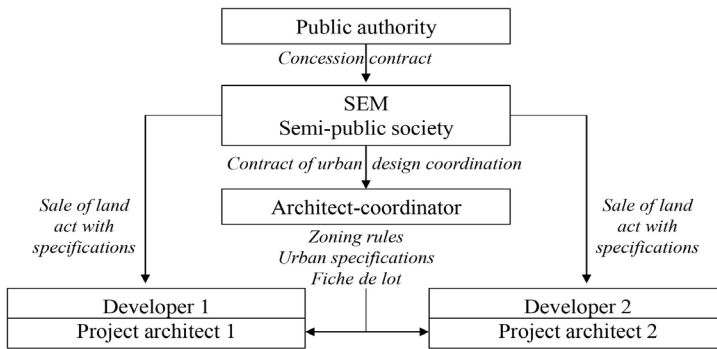 Public authority
Concession contract
SEM
Semi-public society
Contract of urban design coordination
Architect-coordinator
Sale of land
act with
specifications
Zoning rules
Urban specifications
Fiche de lot
Sale of land
act with
specifications
Developer 1
Project architect 1
Developer 2
Project architect 2